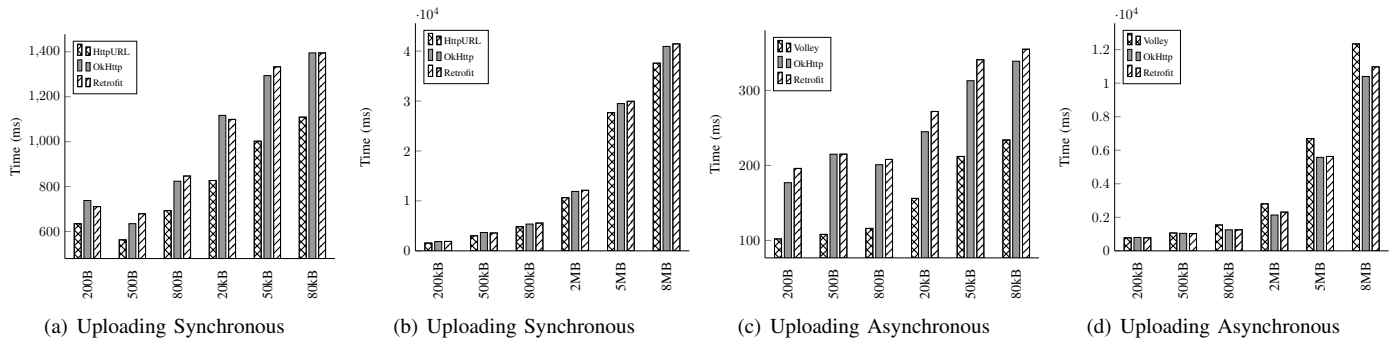 HttpURL
OkHttp
Retrofit
1,400
1,200
1,000
800
600
Time (ms)
200B
500B
800B
20kB
50kB
80kB
(a) Uploading Synchronous
·10⁴
HttpURL
OkHttp
Retrofit
4
3
2
1
0
Time (ms)
200kB
500kB
800kB
2MB
5MB
8MB
(b) Uploading Synchronous
Volley
OkHttp
Retrofit
300
200
100
Time (ms)
200B
500B
800B
20kB
50kB
80kB
(c) Uploading Asynchronous
·10⁴
Volley
OkHttp
Retrofit
1.2
1
0.8
0.6
0.4
0.2
0
Time (ms)
200kB
500kB
800kB
2MB
5MB
8MB
(d) Uploading Asynchronous